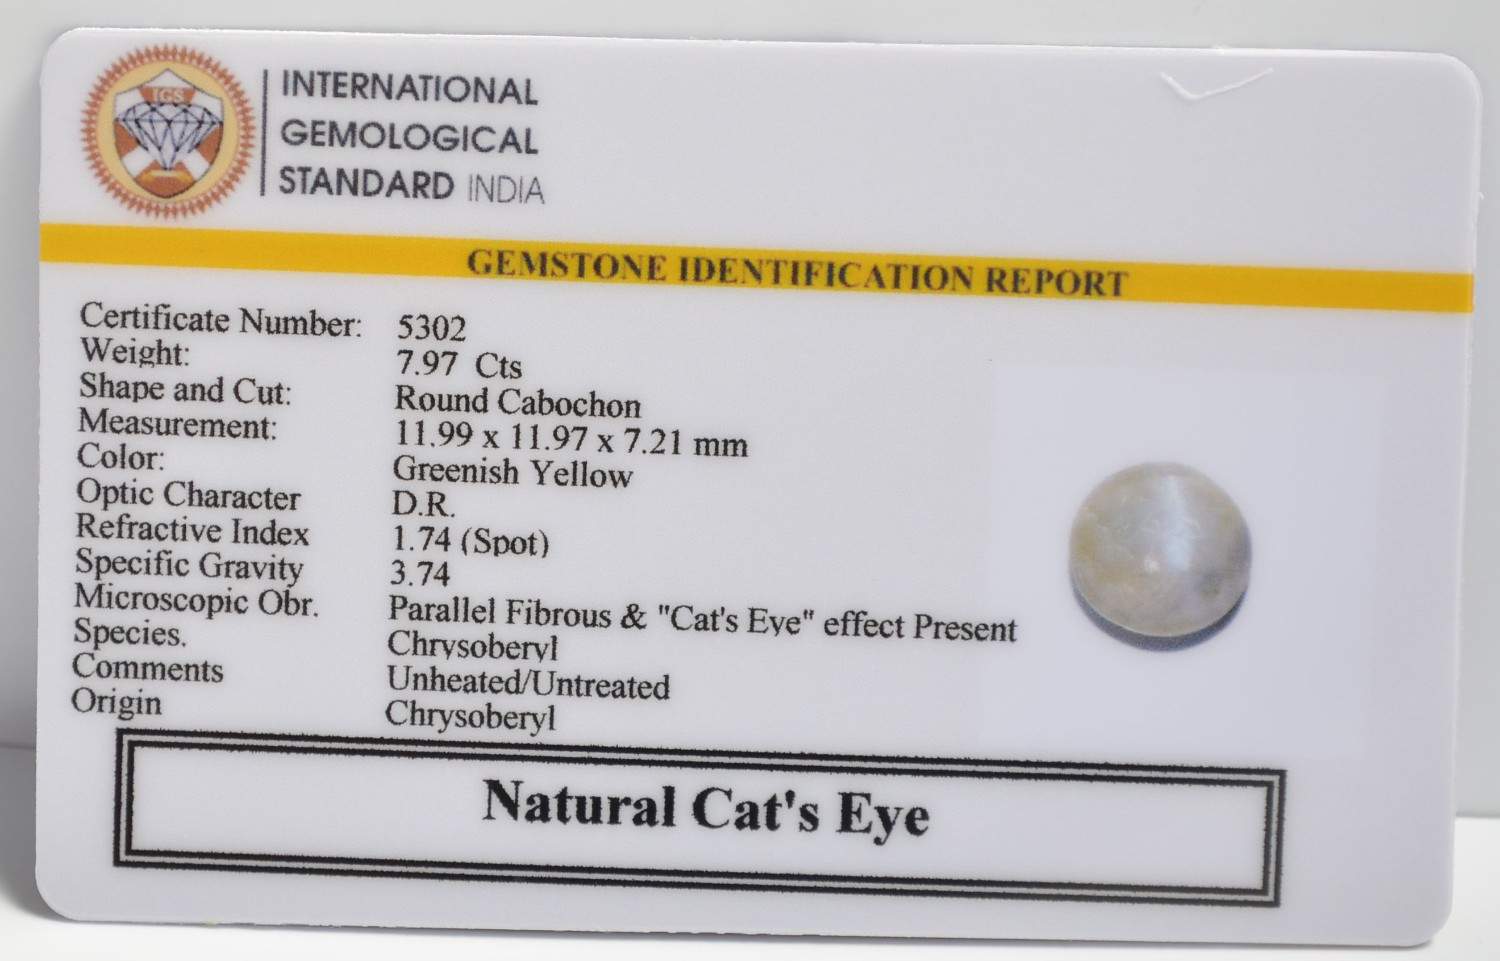 IGS
INTERNATIONAL
GEMOLOGICAL
STANDARD INDIA
GEMSTONE IDENTIFICATION REPORT
Certificate Number: 5302
Weight: 7.97 Cts
Shape and Cut: Round Cabochon
Measurement: 11.99 x 11.97 x 7.21 mm
Color: Greenish Yellow
Optic Character D.R.
Refractive Index 1.74 (Spot)
Specific Gravity 3.74
Microscopic Obr. Parallel Fibrous & "Cat's Eye" effect Present
Species. Chrysoberyl
Comments Unheated/Untreated
Origin Chrysoberyl
Natural Cat's Eye